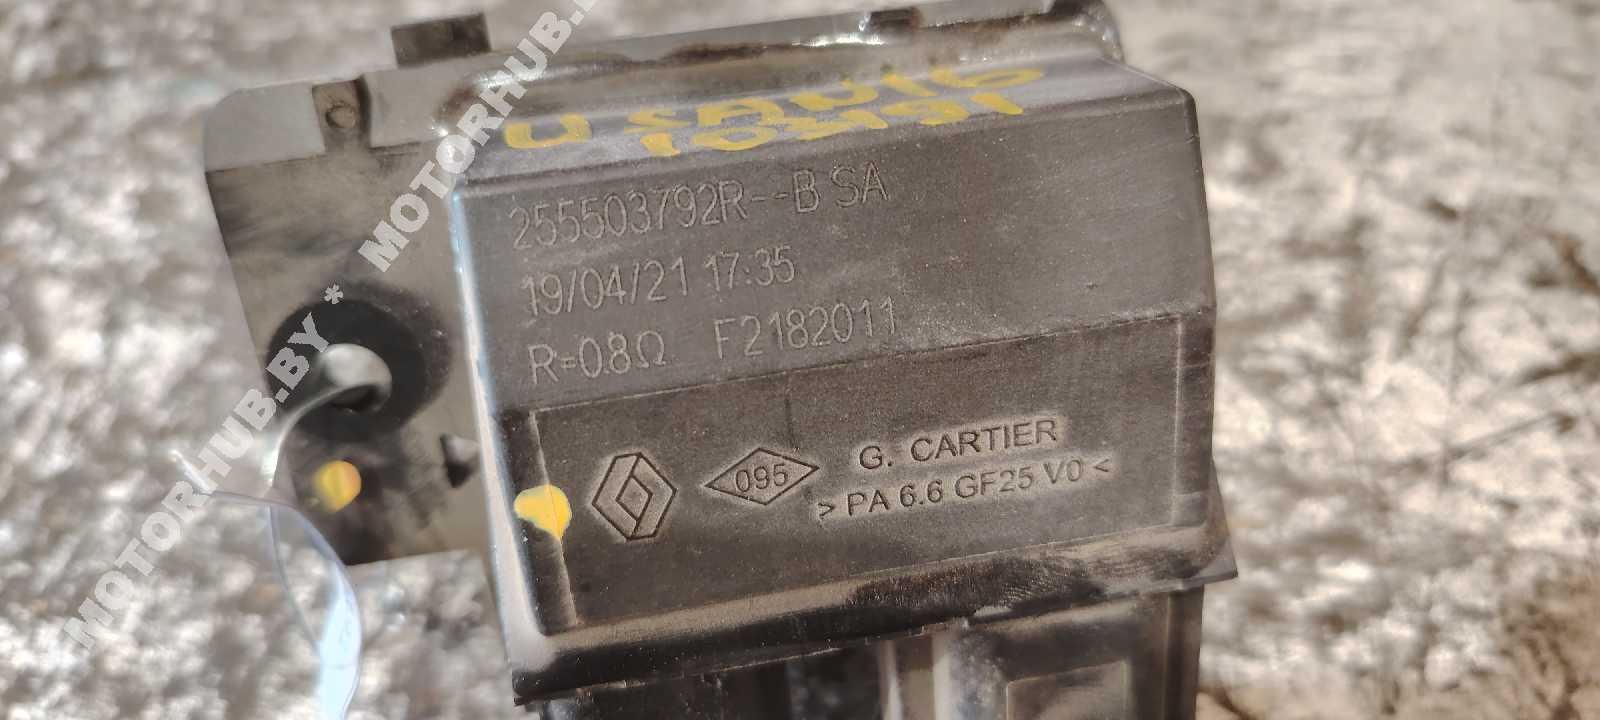 MOTORHUB.BY * MOTORHUB.
103191
255503792R--B SA
19/04/21 17:35
R=0.8Ω F2182011
095
G. CARTIER
>PA 6.6 GF25 V0<